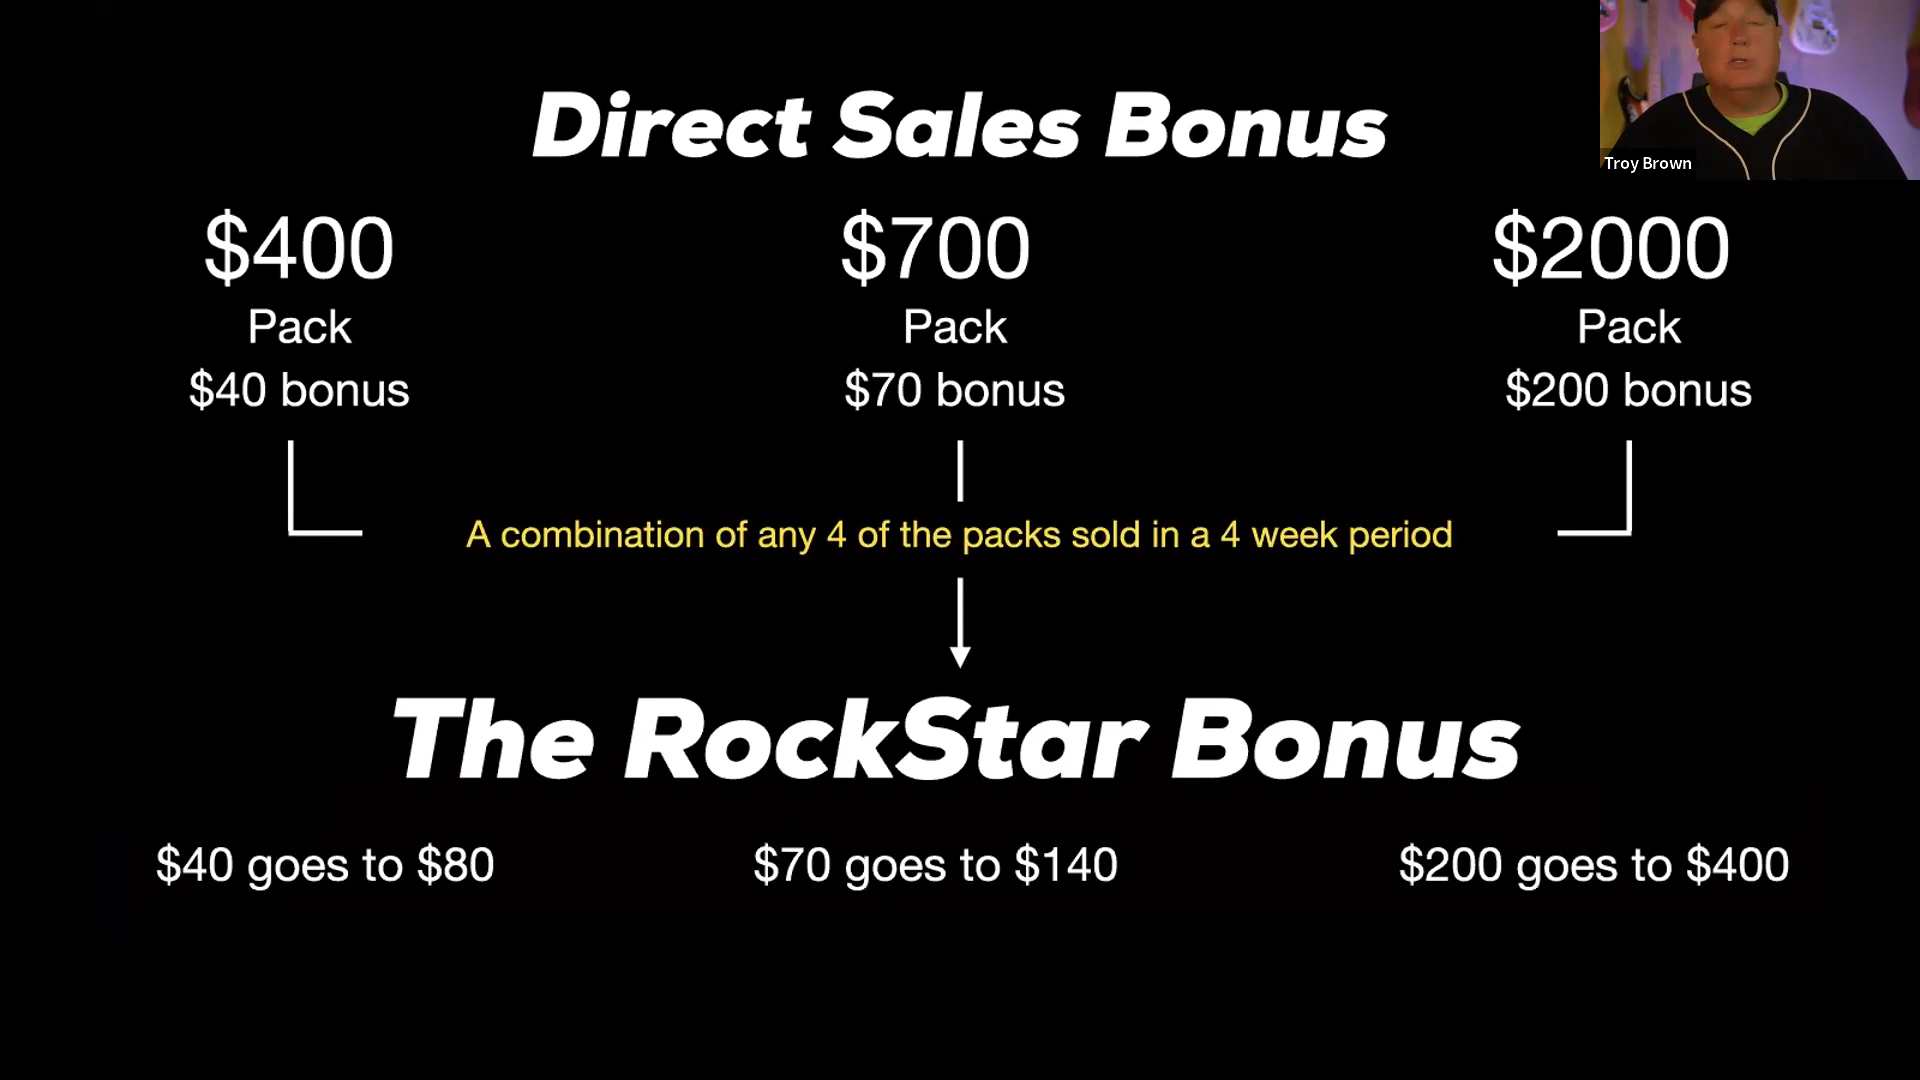 Direct Sales Bonus
Troy Brown
$400
Pack
$40 bonus
$700
Pack
$70 bonus
$2000
Pack
$200 bonus
A combination of any 4 of the packs sold in a 4 week period
The RockStar Bonus
$40 goes to $80
$70 goes to $140
$200 goes to $400